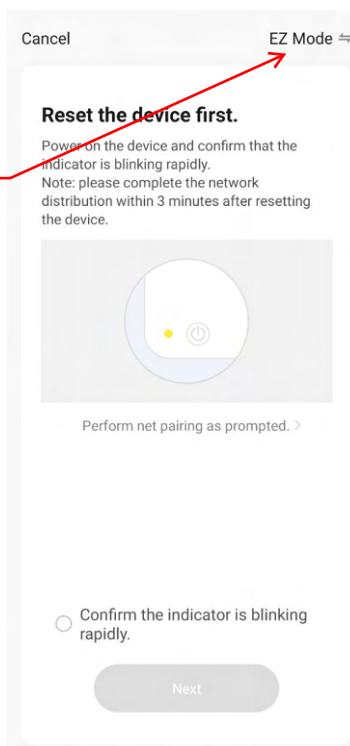 Cancel EZ Mode ⇋
Reset the device first.
Power on the device and confirm that the
indicator is blinking rapidly.
Note: please complete the network
distribution within 3 minutes after resetting
the device.
Perform net pairing as prompted. >
Confirm the indicator is blinking
rapidly.
Next